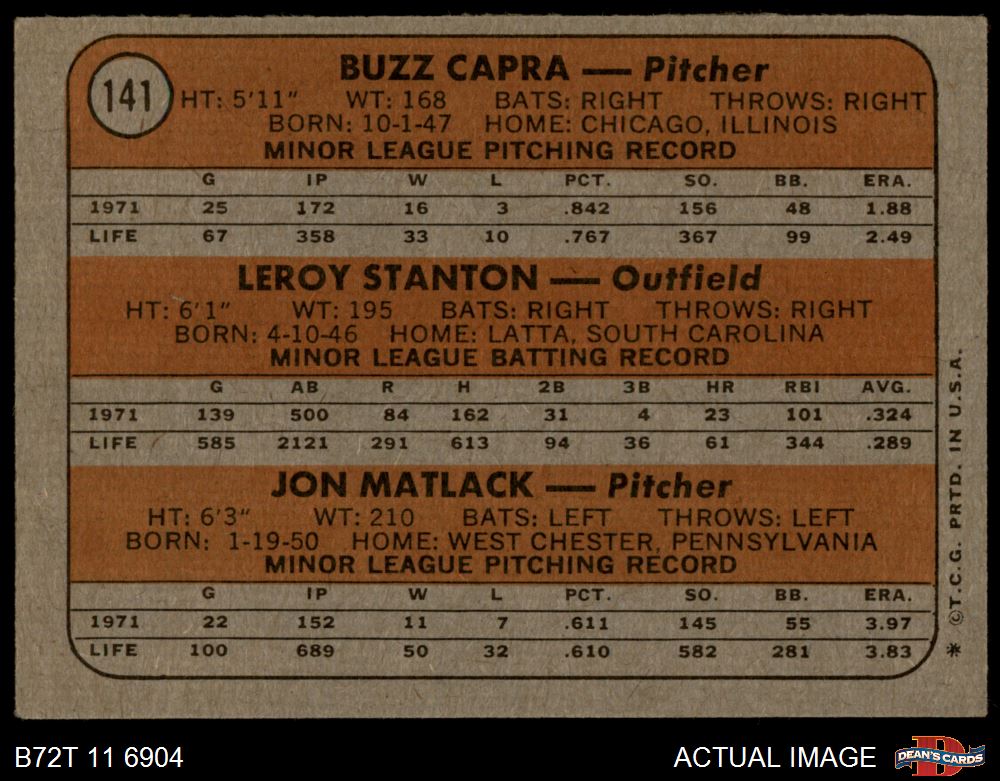 141
BUZZ CAPRA — Pitcher
HT: 5'11" WT: 168 BATS: RIGHT THROWS: RIGHT
BORN: 10-1-47 HOME: CHICAGO, ILLINOIS
MINOR LEAGUE PITCHING RECORD
G IP W L PCT. SO. BB. ERA.
1971 25 172 16 3 .842 156 48 1.88
LIFE 67 358 33 10 .767 367 99 2.49
LEROY STANTON — Outfield
HT: 6'1" WT: 195 BATS: RIGHT THROWS: RIGHT
BORN: 4-10-46 HOME: LATTA, SOUTH CAROLINA
MINOR LEAGUE BATTING RECORD
G AB R H 2B 3B HR RBI AVG.
1971 139 500 84 162 31 4 23 101 .324
LIFE 585 2121 291 613 94 36 61 344 .289
JON MATLACK — Pitcher
HT: 6'3" WT: 210 BATS: LEFT THROWS: LEFT
BORN: 1-19-50 HOME: WEST CHESTER, PENNSYLVANIA
MINOR LEAGUE PITCHING RECORD
G IP W L PCT. SO. BB. ERA.
1971 22 152 11 7 .611 145 55 3.97
LIFE 100 689 50 32 .610 582 281 3.83
* ©T.C.G. PRTD. IN U.S.A.
B72T 11 6904
ACTUAL IMAGE
D
DEAN'S CARDS